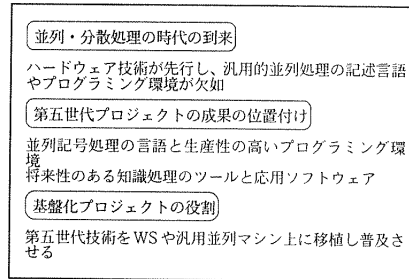 並列・分散処理の時代の到来
ハードウェア技術が先行し、汎用的並列処理の記述言語
やプログラミング環境が欠如
第五世代プロジェクトの成果の位置付け
並列記号処理の言語と生産性の高いプログラミング環
境
将来性のある知識処理のツールと応用ソフトウェア
基盤化プロジェクトの役割
第五世代技術をWSや汎用並列マシン上に移植し普及さ
せる